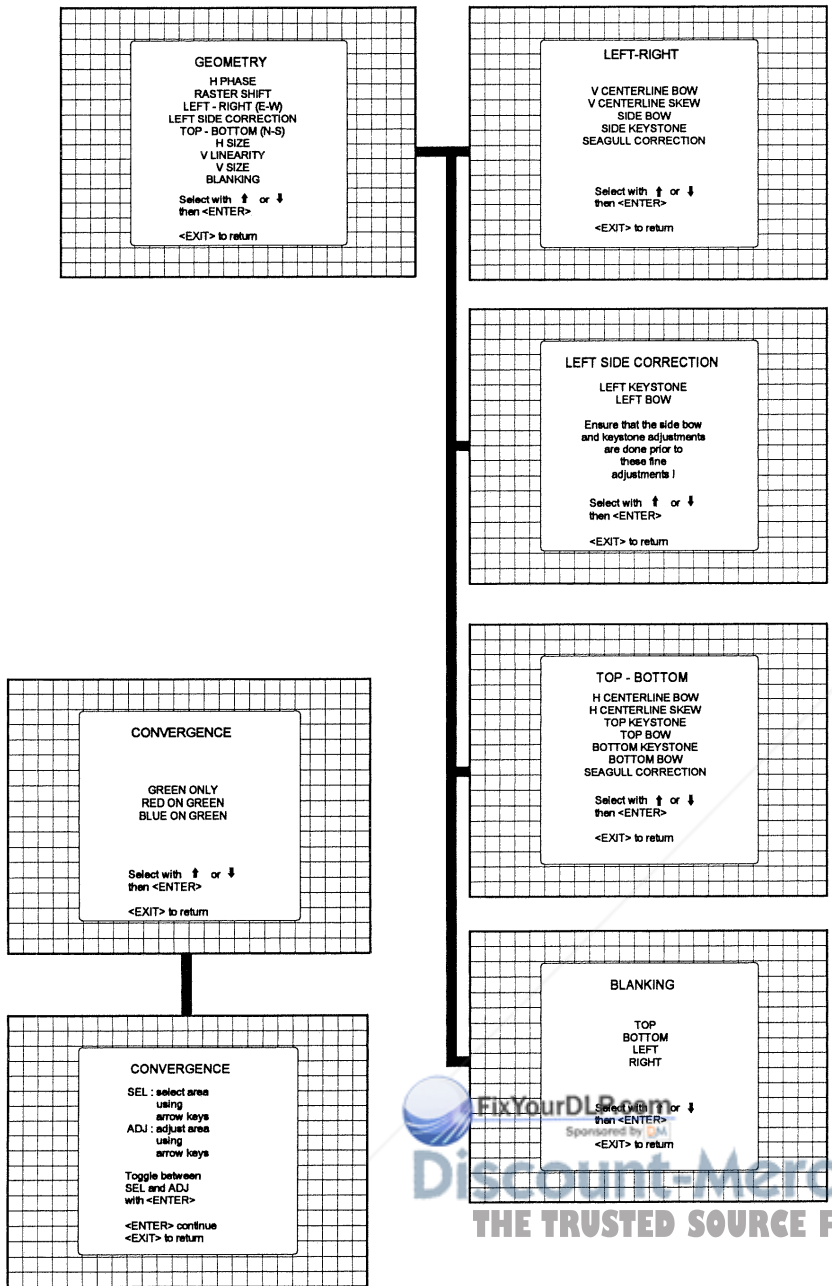 GEOMETRY
H PHASE
RASTER SHIFT
LEFT - RIGHT (E-W)
LEFT SIDE CORRECTION
TOP - BOTTOM (N-S)
H SIZE
V LINEARITY
V SIZE
BLANKING
Select with ⬆ or ⬇
then <ENTER>
<EXIT> to return
LEFT-RIGHT
V CENTERLINE BOW
V CENTERLINE SKEW
SIDE BOW
SIDE KEYSTONE
SEAGULL CORRECTION
Select with ⬆ or ⬇
then <ENTER>
<EXIT> to return
LEFT SIDE CORRECTION
LEFT KEYSTONE
LEFT BOW
Ensure that the side bow
and keystone adjustments
are done prior to
these fine
adjustments !
Select with ⬆ or ⬇
then <ENTER>
<EXIT> to return
TOP - BOTTOM
H CENTERLINE BOW
H CENTERLINE SKEW
TOP KEYSTONE
TOP BOW
BOTTOM KEYSTONE
BOTTOM BOW
SEAGULL CORRECTION
Select with ⬆ or ⬇
then <ENTER>
<EXIT> to return
BLANKING
TOP
BOTTOM
LEFT
RIGHT
Select with ⬆ or ⬇
then <ENTER>
<EXIT> to return
CONVERGENCE
GREEN ONLY
RED ON GREEN
BLUE ON GREEN
Select with ⬆ or ⬇
then <ENTER>
<EXIT> to return
CONVERGENCE
SEL : select area
using
arrow keys
ADJ : adjust area
using
arrow keys
Toggle between
SEL and ADJ
with <ENTER>
<ENTER> continue
<EXIT> to return
FixYourDLP.com
Sponsored by DM
Discount-Merc
THE TRUSTED SOURCE F